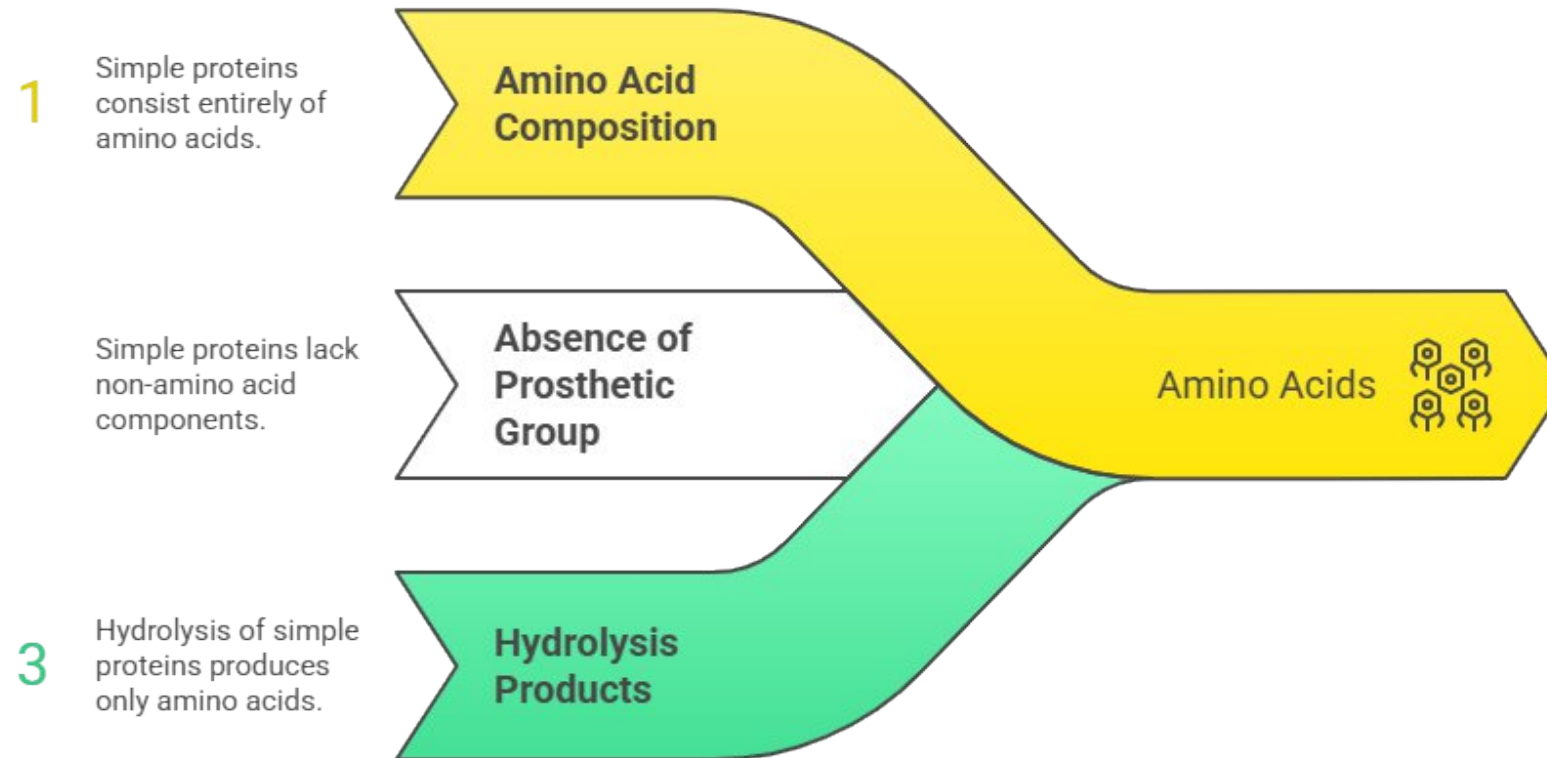 1
Simple proteins
consist entirely of
amino acids.
Amino Acid
Composition
Simple proteins lack
non-amino acid
components.
Absence of
Prosthetic
Group
Amino Acids
3
Hydrolysis of simple
proteins produces
only amino acids.
Hydrolysis
Products